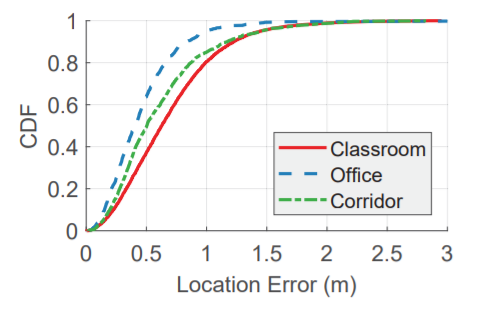 1
0.8
0.6
0.4
0.2
0
CDF
Classroom
Office
Corridor
0 0.5 1 1.5 2 2.5 3
Location Error (m)